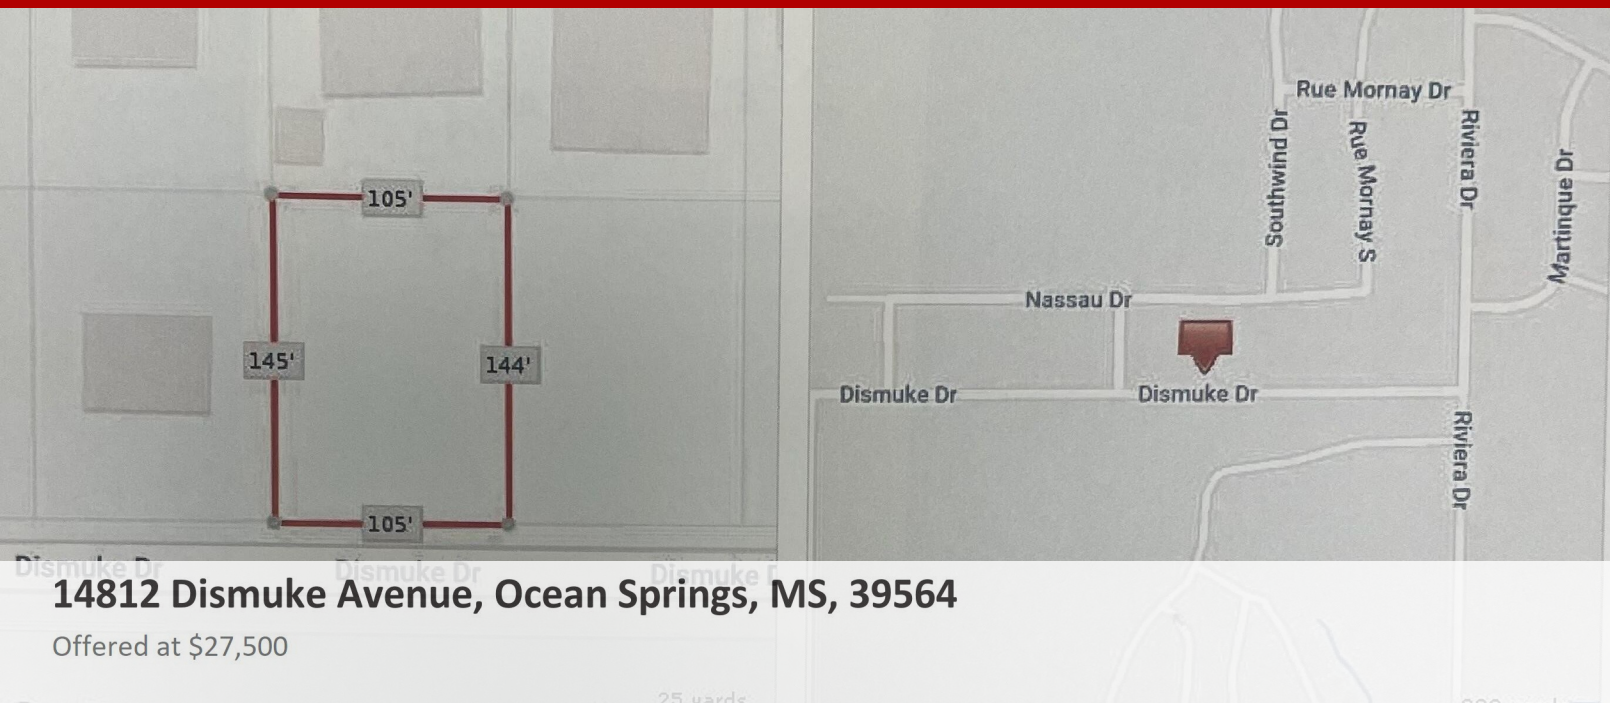 105'
145'
144'
105'
Dismuke Dr
Dismuke Dr
Dismuke
Rue Mornay Dr
Southwind Dr
Rue Mornay S
Riviera Dr
Martinque Dr
Nassau Dr
Dismuke Dr
Dismuke Dr
Riviera Dr
14812 Dismuke Avenue, Ocean Springs, MS, 39564
Offered at $27,500
25 yards